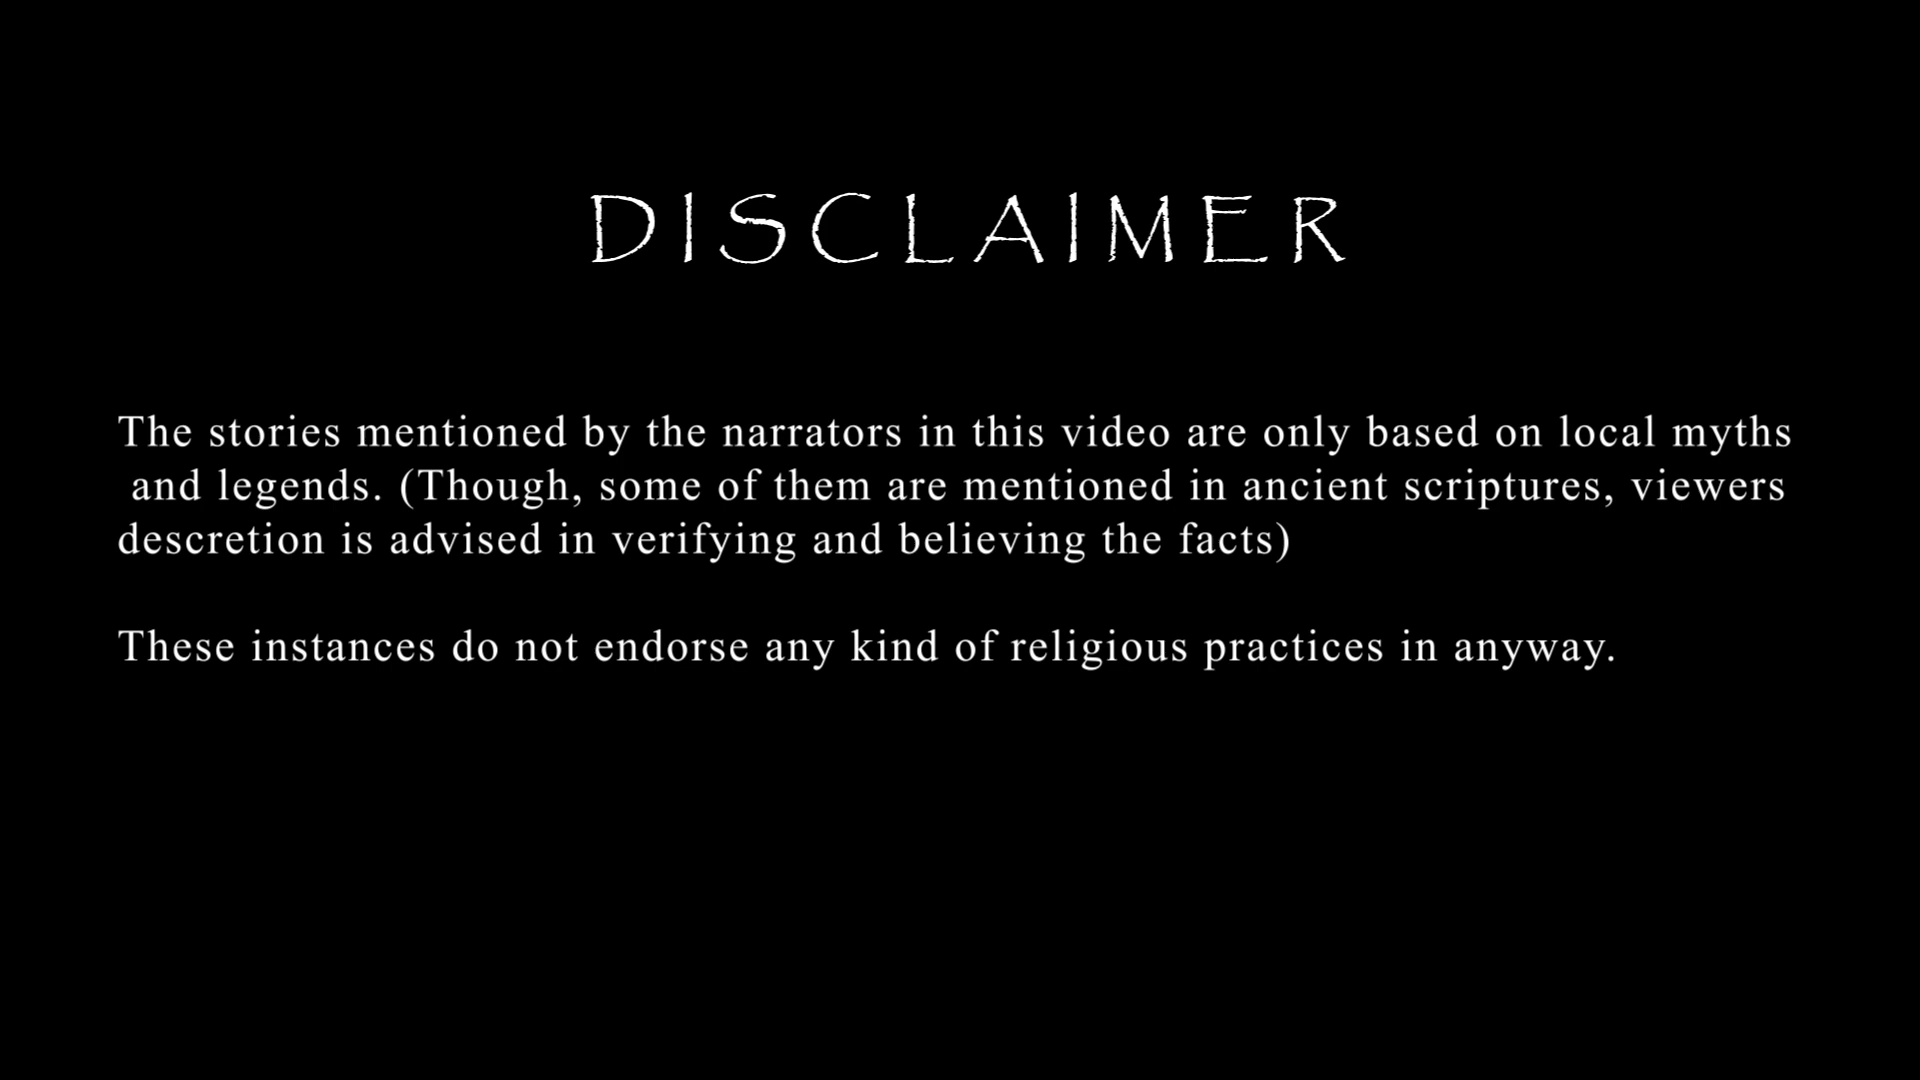 DISCLAIMER
The stories mentioned by the narrators in this video are only based on local myths
and legends. (Though, some of them are mentioned in ancient scriptures, viewers
descretion is advised in verifying and believing the facts)
These instances do not endorse any kind of religious practices in anyway.